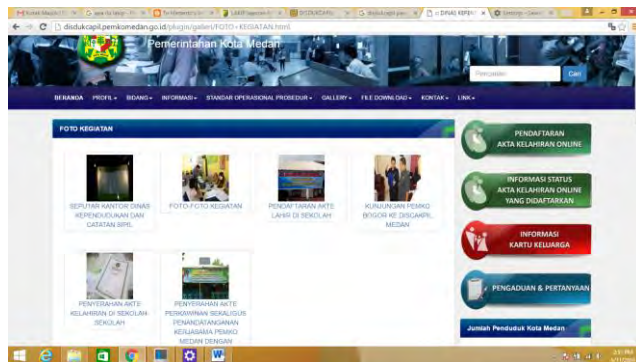 disdukcapil.pemkomedan.go.id/plugin/galleri/FOTO-KEGIATAN.html
Pemerintahan Kota Medan
Pencarian
Cari
BERANDA PROFIL BIDANG INFORMASI STANDAR OPERASIONAL PROSEDUR GALLERY FILE DOWNLOAD KONTAK LINK
FOTO KEGIATAN
SEPUTAR KANTOR DINAS
KEPENDUDUKAN DAN
CATATAN SIPIL
FOTO-FOTO KEGIATAN
PENDAFTARAN AKTE
LAHIR DI SEKOLAH
KUNJUNGAN PEMKO
BOGOR KE DISCAKPIL
MEDAN
PENYERAHAN AKTE
KELAHIRAN DI SEKOLAH-
SEKOLAH
PENYERAHAN AKTE
PERKAWINAN SEKALIGUS
PENANDATANGANAN
KERJASAMA PEMKO
MEDAN DENGAN
PENDAFTARAN
AKTA KELAHIRAN ONLINE
INFORMASI STATUS
AKTA KELAHIRAN ONLINE
YANG DIDAFTARKAN
INFORMASI
KARTU KELUARGA
PENGADUAN & PERTANYAAN
Jumlah Penduduk Kota Medan